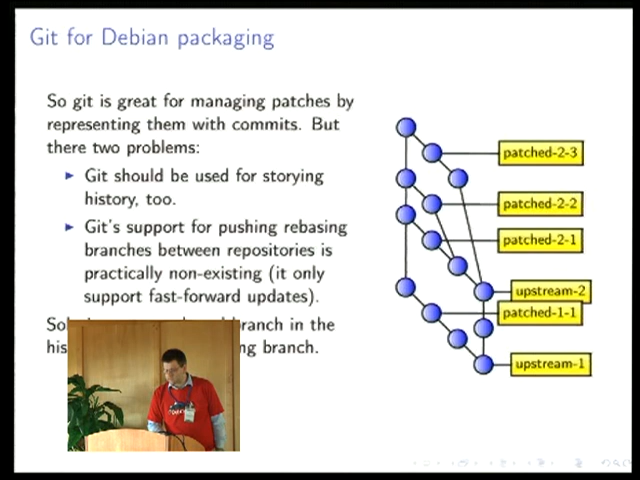 Git for Debian packaging
So git is great for managing patches by
representing them with commits. But
there two problems:
Git should be used for storying
history, too.
Git's support for pushing rebasing
branches between repositories is
practically non-existing (it only
support fast-forward updates).
branch in the
ng branch.
patched-2-3
patched-2-2
patched-2-1
upstream-2
patched-1-1
upstream-1